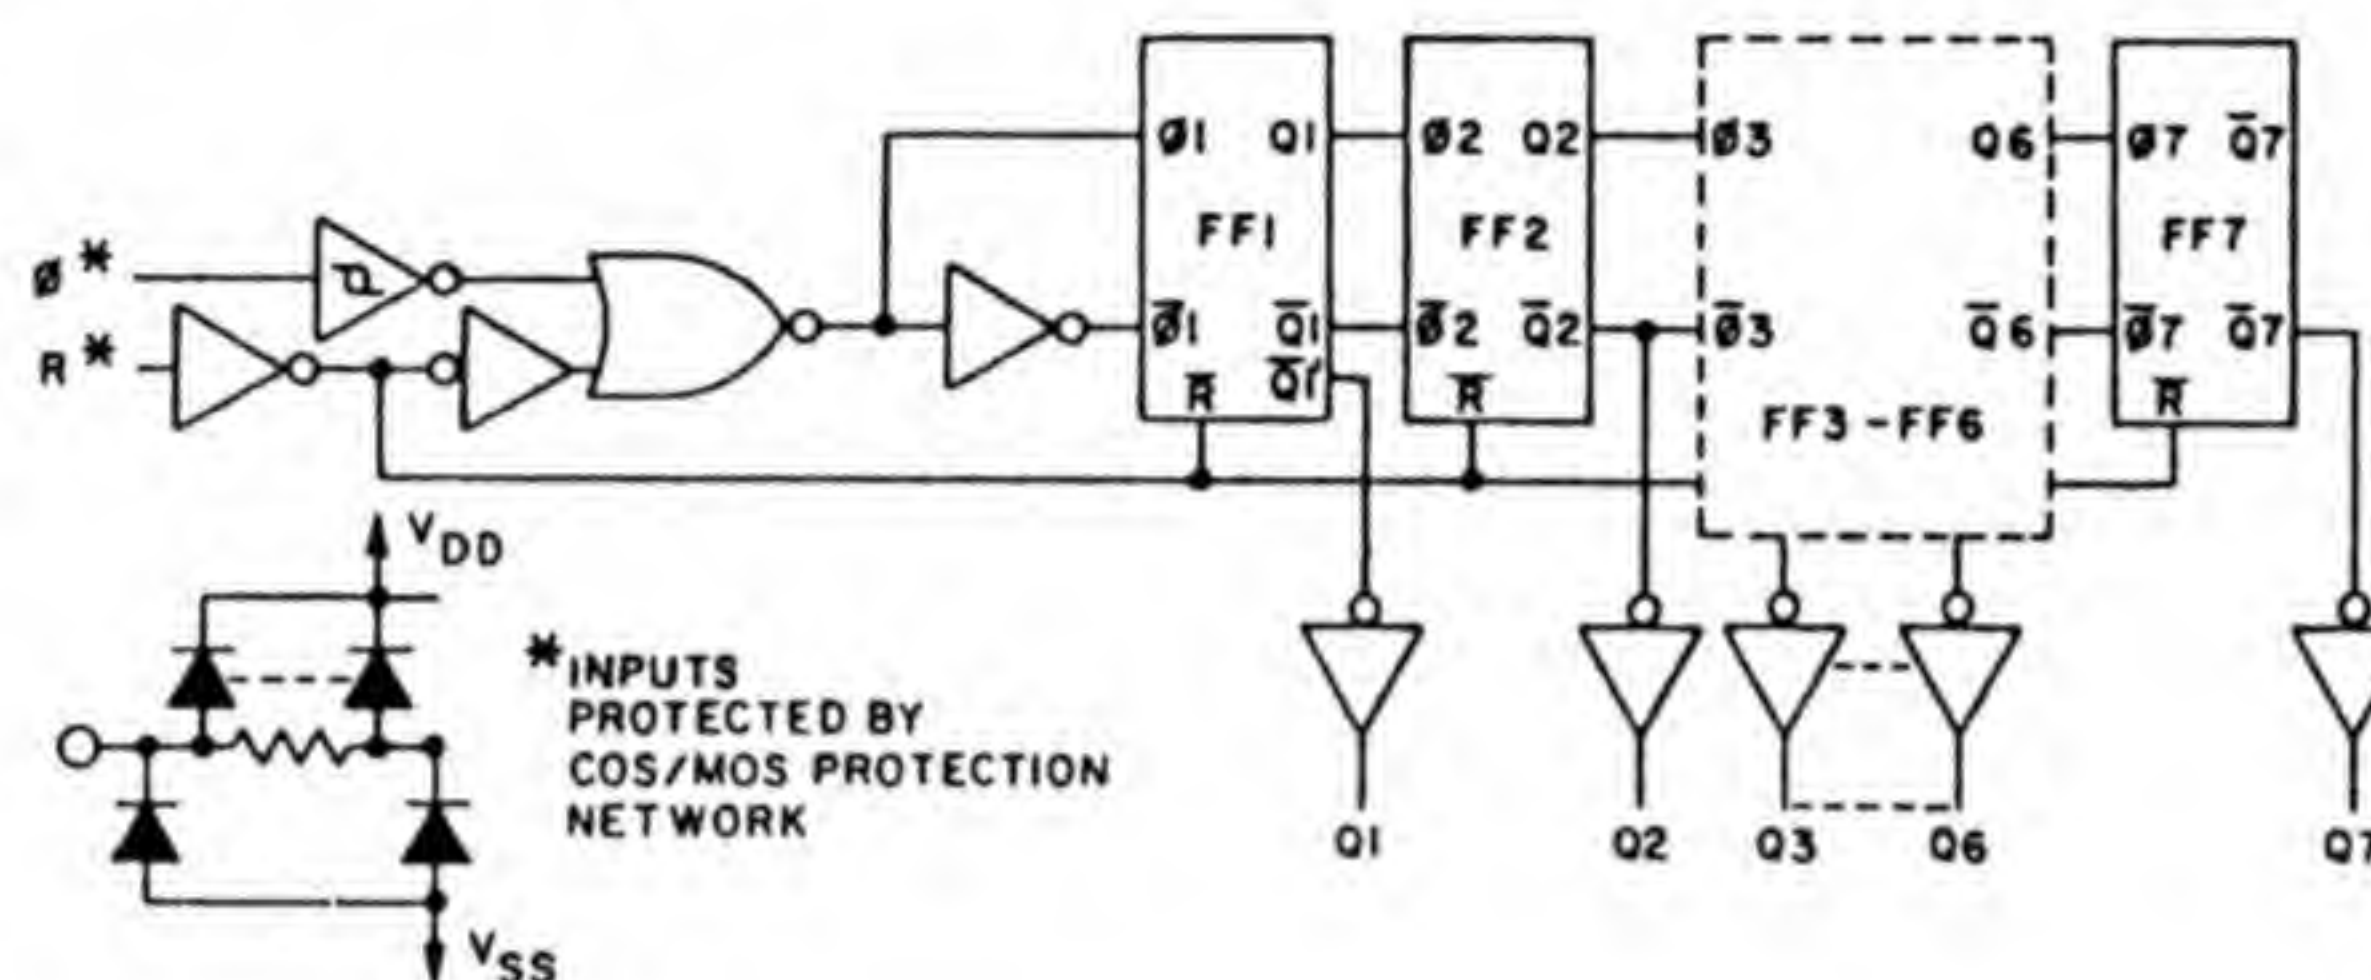 Ø1 Q1 Ø2 Q2 Ø3 Q6 Ø7 Q̅7
FF1 FF2 FF7
Ø *
R *
Ø̅1 Q̅1 Ø̅2 Q̅2 Ø̅3 Q̅6 Ø̅7 Q̅7
R̅ Q̅1' R̅ R̅
FF3-FF6
VDD
* INPUTS
PROTECTED BY
COS/MOS PROTECTION
NETWORK
Q1 Q2 Q3 Q6 Q7
VSS